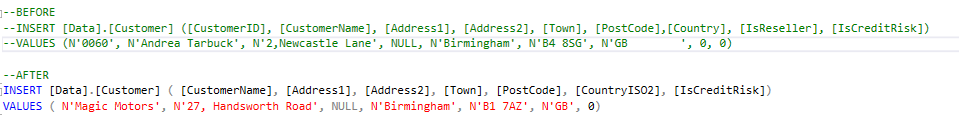 --BEFORE
--INSERT [Data].[Customer] ([CustomerID], [CustomerName], [Address1], [Address2], [Town], [PostCode],[Country], [IsReseller], [IsCreditRisk])
--VALUES (N'0060', N'Andrea Tarbuck', N'2,Newcastle Lane', NULL, N'Birmingham', N'B4 8SG', N'GB        ', 0, 0)
--AFTER
INSERT [Data].[Customer] ( [CustomerName], [Address1], [Address2], [Town], [PostCode], [CountryISO2], [IsCreditRisk])
VALUES ( N'Magic Motors', N'27, Handsworth Road', NULL, N'Birmingham', N'B1 7AZ', N'GB', 0)